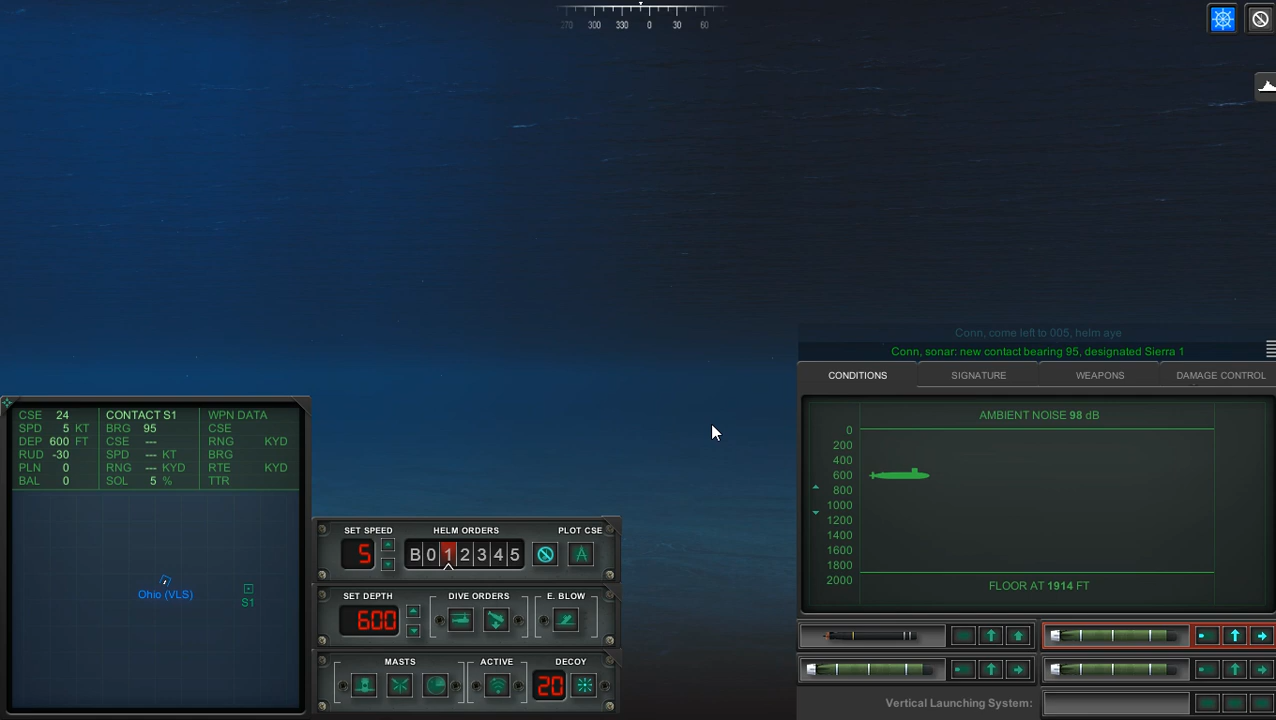 270 300 330 0 30 60
Conn, come left to 005, helm aye
Conn, sonar: new contact bearing 95, designated Sierra 1
CONDITIONS SIGNATURE WEAPONS DAMAGE CONTROL
AMBIENT NOISE 98 dB
0
200
400
600
800
1000
1200
1400
1600
1800
2000
FLOOR AT 1914 FT
Vertical Launching System:
CSE 24 CONTACT S1 WPN DATA
SPD 5 KT BRG 95 CSE
DEP 600 FT CSE --- RNG KYD
RUD -30 SPD --- KT BRG
PLN 0 RNG --- KYD RTE KYD
BAL 0 SOL 5 % TTR
Ohio (VLS)
S1
SET SPEED HELM ORDERS PLOT CSE
5 B 0 1 2 3 4 5
SET DEPTH DIVE ORDERS E. BLOW
600
MASTS ACTIVE DECOY
20